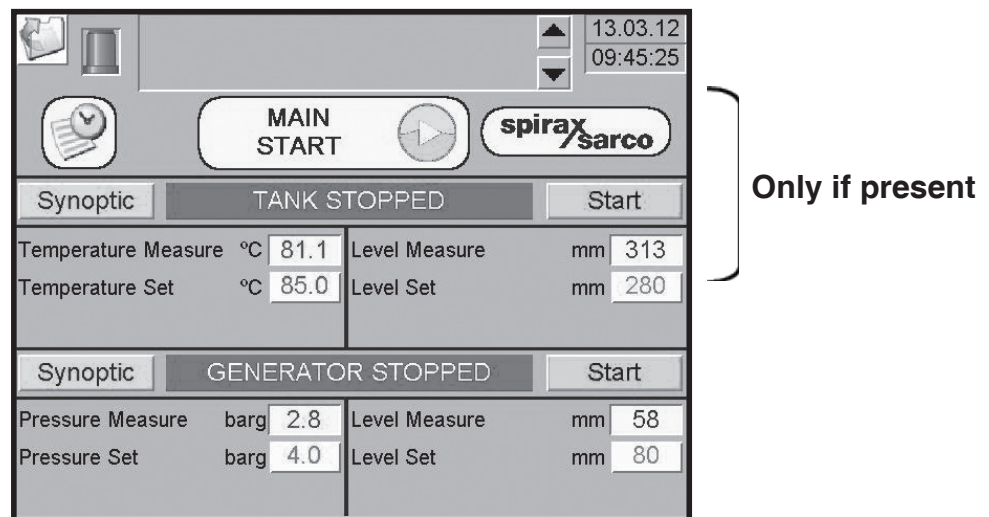 13.03.12
09:45:25
MAIN
START
spirax
sarco
Only if present
Synoptic TANK STOPPED Start
Temperature Measure ºC 81.1 Level Measure mm 313
Temperature Set ºC 85.0 Level Set mm 280
Synoptic GENERATOR STOPPED Start
Pressure Measure barg 2.8 Level Measure mm 58
Pressure Set barg 4.0 Level Set mm 80